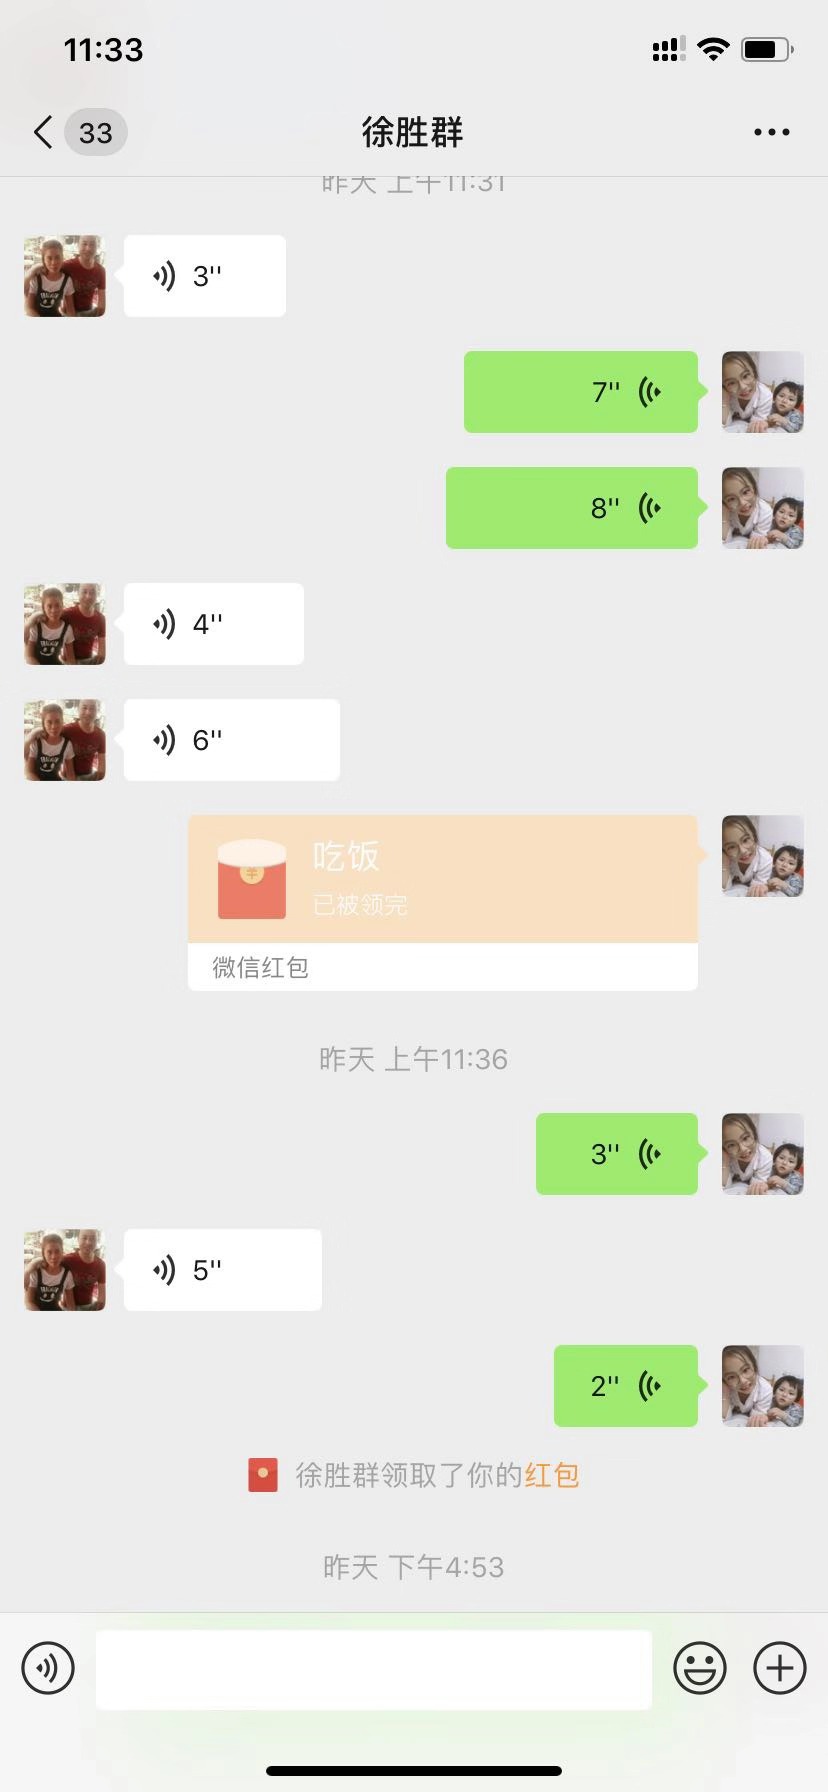 11:33
33
徐胜群
昨天 上午11:31
3''
7''
8''
4''
6''
吃饭
已被领完
微信红包
昨天 上午11:36
3''
5''
2''
徐胜群领取了你的红包
昨天 下午4:53